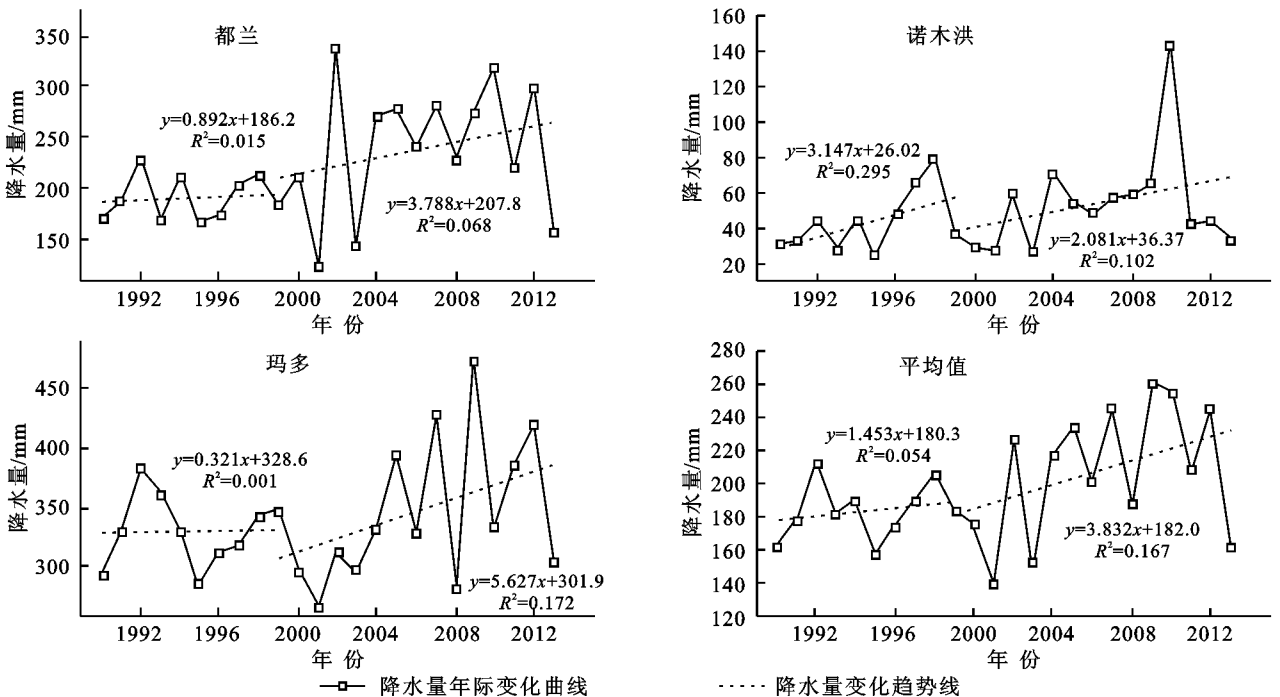 都兰
降水量/mm
350
300
250
200
150
y=0.892x+186.2
R²=0.015
y=3.788x+207.8
R²=0.068
1992 1996 2000 2004 2008 2012
年 份
诺木洪
降水量/mm
160
140
120
100
80
60
40
20
y=3.147x+26.02
R²=0.295
y=2.081x+36.37
R²=0.102
1992 1996 2000 2004 2008 2012
年 份
玛多
降水量/mm
450
400
350
300
y=0.321x+328.6
R²=0.001
y=5.627x+301.9
R²=0.172
1992 1996 2000 2004 2008 2012
年 份
平均值
降水量/mm
280
260
240
220
200
180
160
140
120
y=1.453x+180.3
R²=0.054
y=3.832x+182.0
R²=0.167
1992 1996 2000 2004 2008 2012
年 份
降水量年际变化曲线
降水量变化趋势线